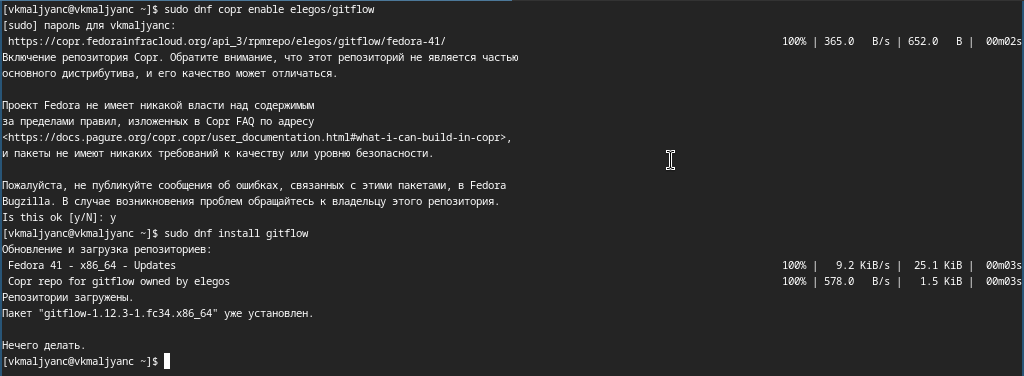 [vkmaljyanc@vkmaljyanc ~]$ sudo dnf copr enable elegos/gitflow
[sudo] пароль для vkmaljyanc:
https://copr.fedorainfracloud.org/api_3/rpmrepo/elegos/gitflow/fedora-41/ 100% | 365.0 B/s | 652.0 B | 00m02s
Включение репозитория Copr. Обратите внимание, что этот репозиторий не является частью
основного дистрибутива, и его качество может отличаться.
Проект Fedora не имеет никакой власти над содержимым
за пределами правил, изложенных в Copr FAQ по адресу
<https://docs.pagure.org/copr.copr/user_documentation.html#what-i-can-build-in-copr>,
и пакеты не имеют никаких требований к качеству или уровню безопасности.
Пожалуйста, не публикуйте сообщения об ошибках, связанных с этими пакетами, в Fedora
Bugzilla. В случае возникновения проблем обращайтесь к владельцу этого репозитория.
Is this ok [y/N]: y
[vkmaljyanc@vkmaljyanc ~]$ sudo dnf install gitflow
Обновление и загрузка репозиториев:
Fedora 41 - x86_64 - Updates 100% | 9.2 KiB/s | 25.1 KiB | 00m03s
Copr repo for gitflow owned by elegos 100% | 578.0 B/s | 1.5 KiB | 00m03s
Репозитории загружены.
Пакет "gitflow-1.12.3-1.fc34.x86_64" уже установлен.
Нечего делать.
[vkmaljyanc@vkmaljyanc ~]$